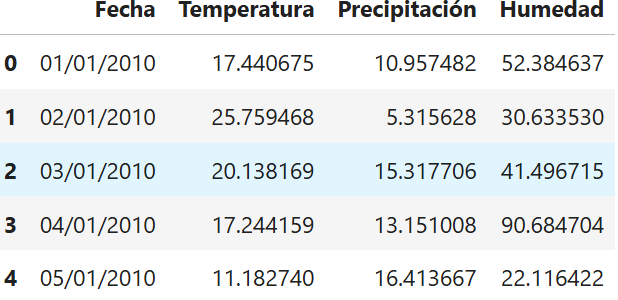 Fecha Temperatura Precipitación Humedad
0 01/01/2010 17.440675 10.957482 52.384637
1 02/01/2010 25.759468 5.315628 30.633530
2 03/01/2010 20.138169 15.317706 41.496715
3 04/01/2010 17.244159 13.151008 90.684704
4 05/01/2010 11.182740 16.413667 22.116422